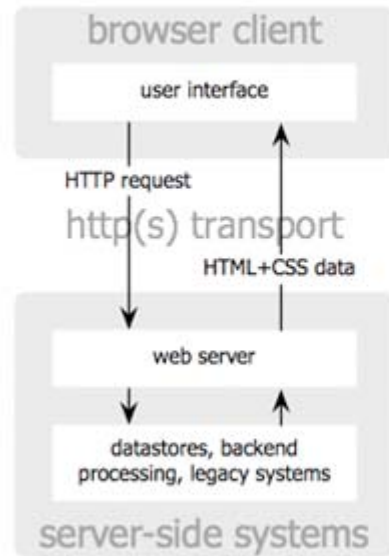 browser client
user interface
HTTP request
http(s) transport
HTML+CSS data
web server
datastores, backend
processing, legacy systems
server-side systems